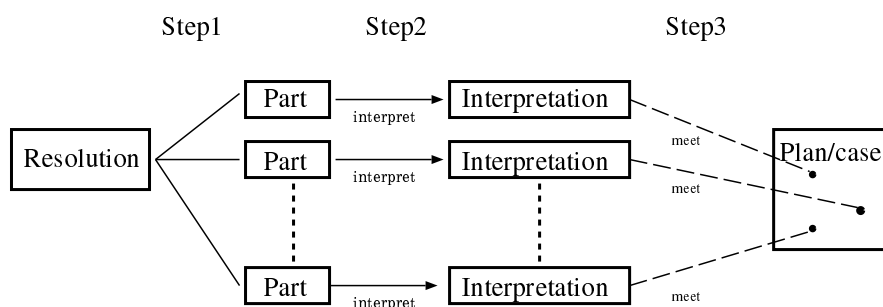 Step1 Step2 Step3
Part interpret Interpretation meet
Resolution Part interpret Interpretation meet Plan/case
Part interpret Interpretation meet